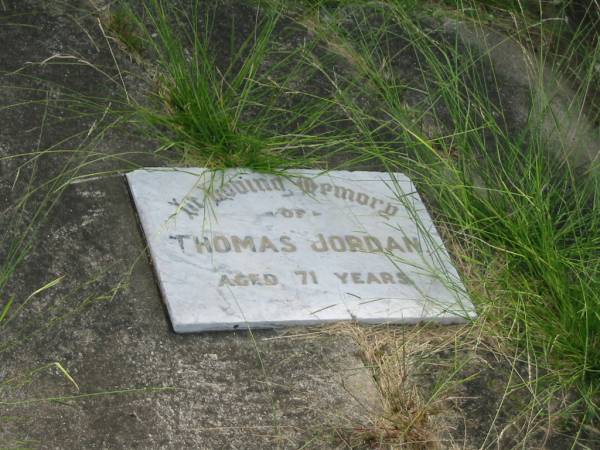 In Loving Memory
OF
THOMAS JORDAN
AGED 71 YEARS